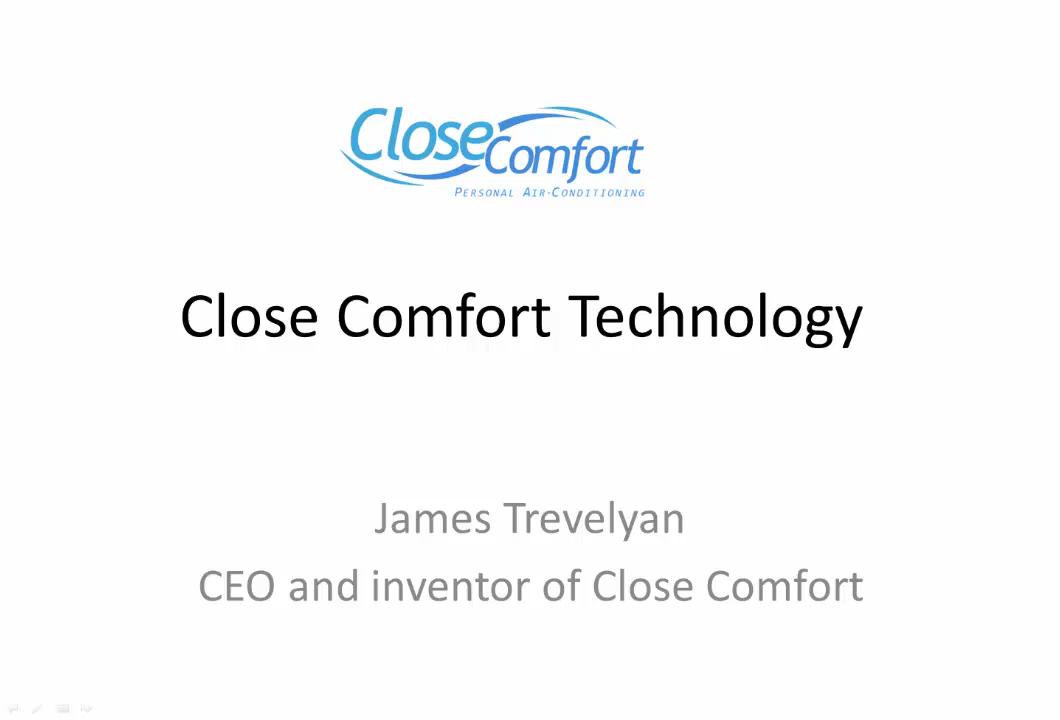 Close
Comfort
PERSONAL AIR-CONDITIONING
Close Comfort Technology
James Trevelyan
CEO and inventor of Close Comfort